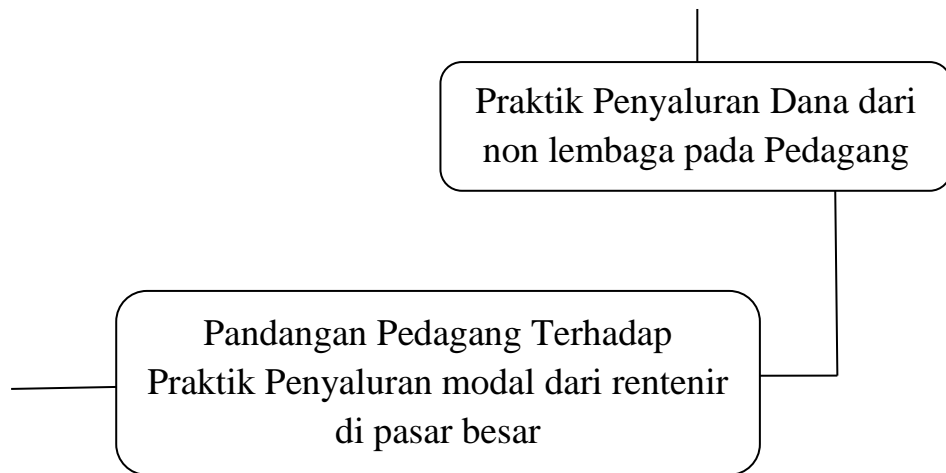 Praktik Penyaluran Dana dari
non lembaga pada Pedagang
Pandangan Pedagang Terhadap
Praktik Penyaluran modal dari rentenir
di pasar besar